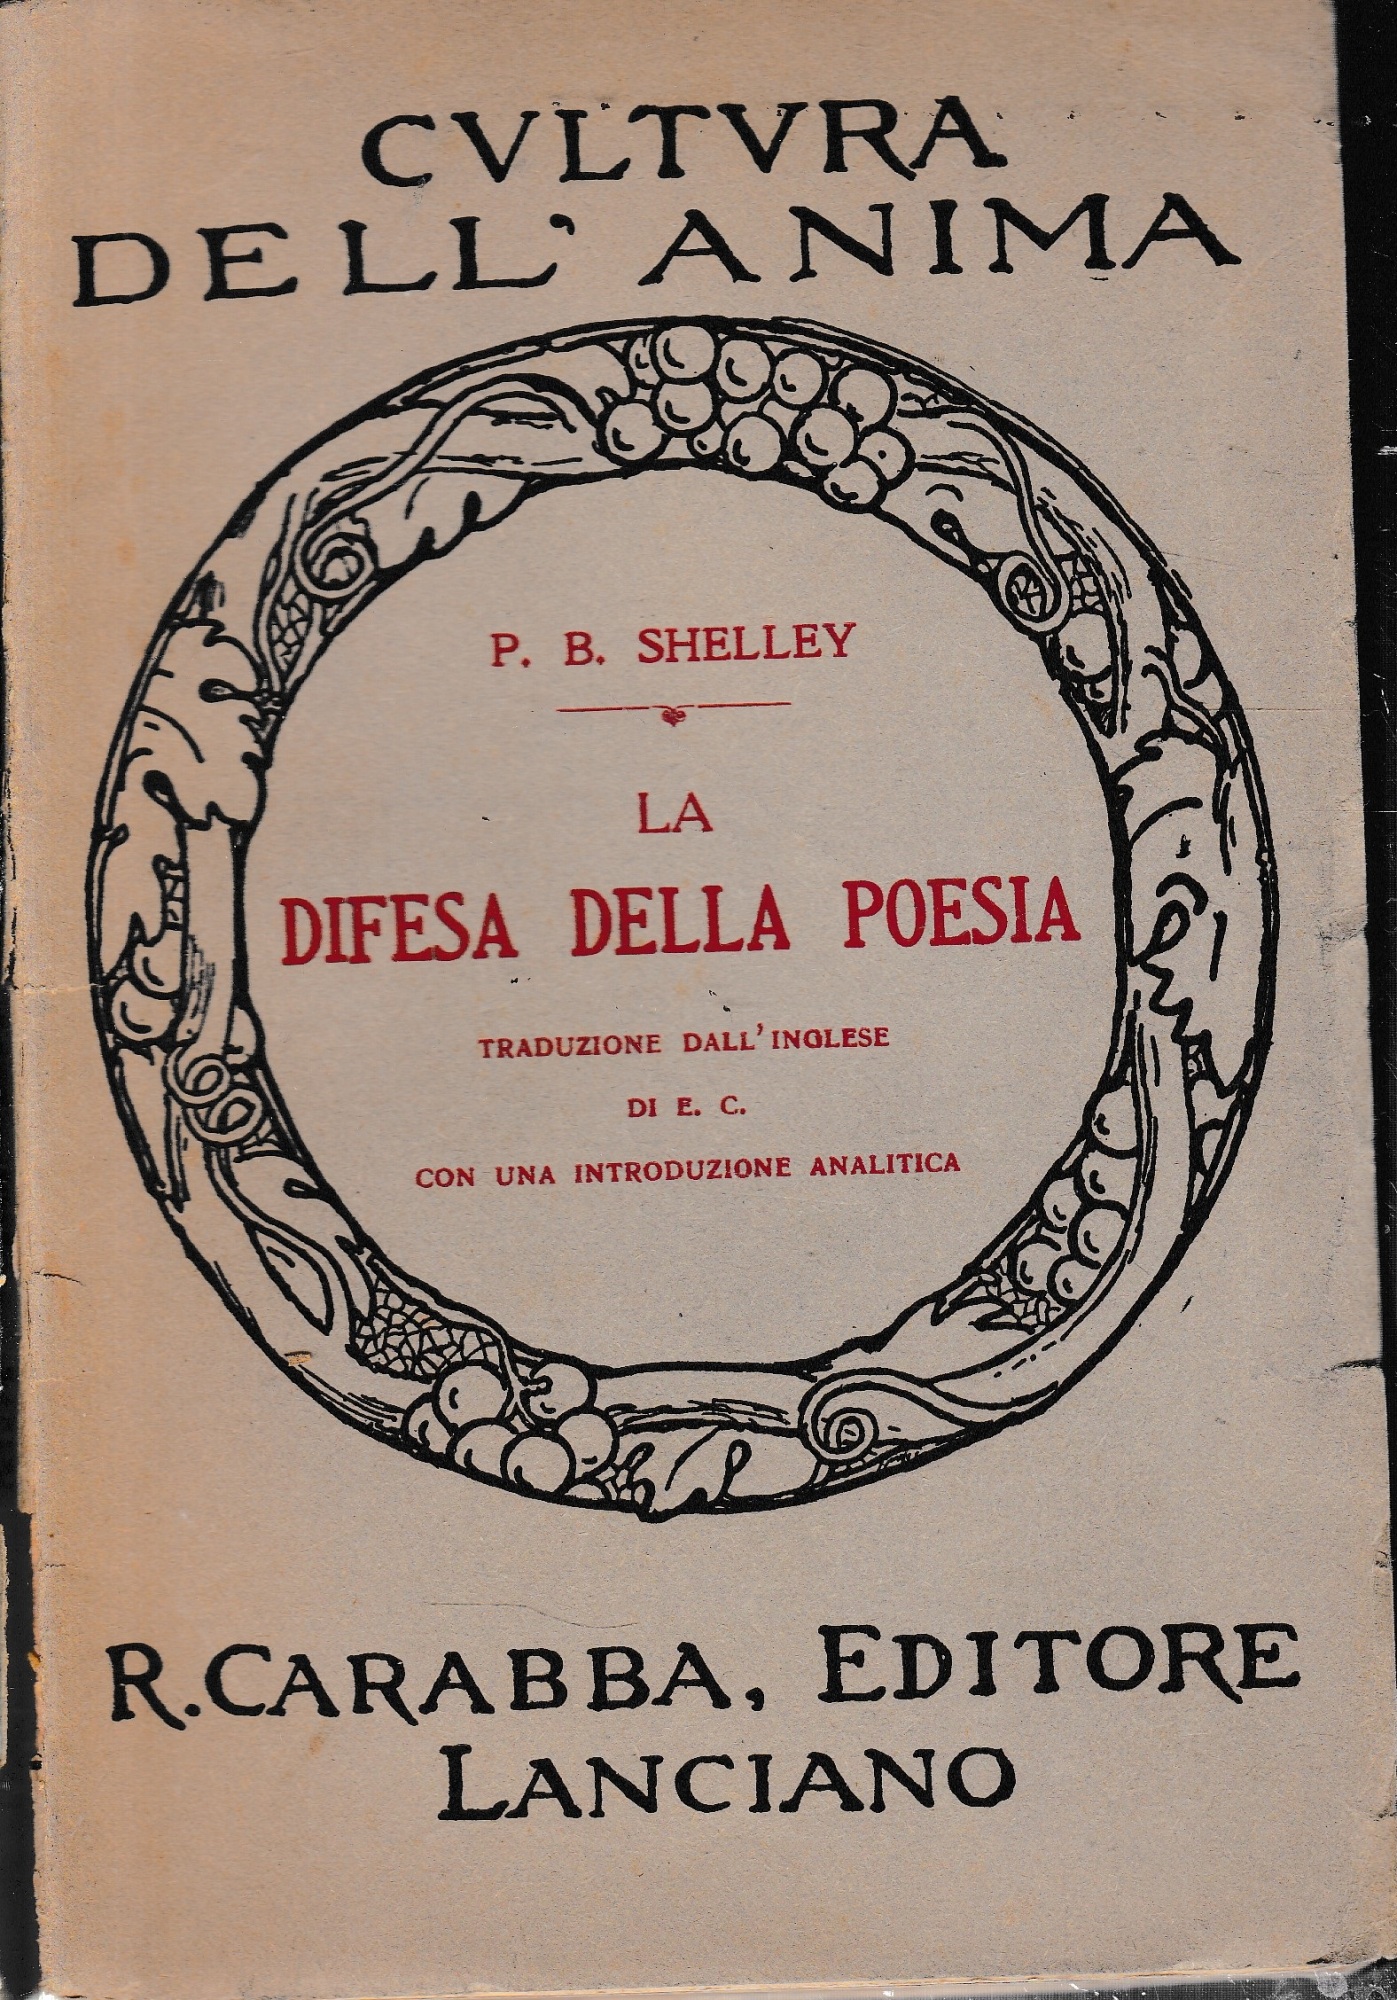 CVLTVRA
DELL' ANIMA
P. B. SHELLEY
LA
DIFESA DELLA POESIA
TRADUZIONE DALL'INGLESE
DI E. C.
CON UNA INTRODUZIONE ANALITICA
R. CARABBA, EDITORE
LANCIANO